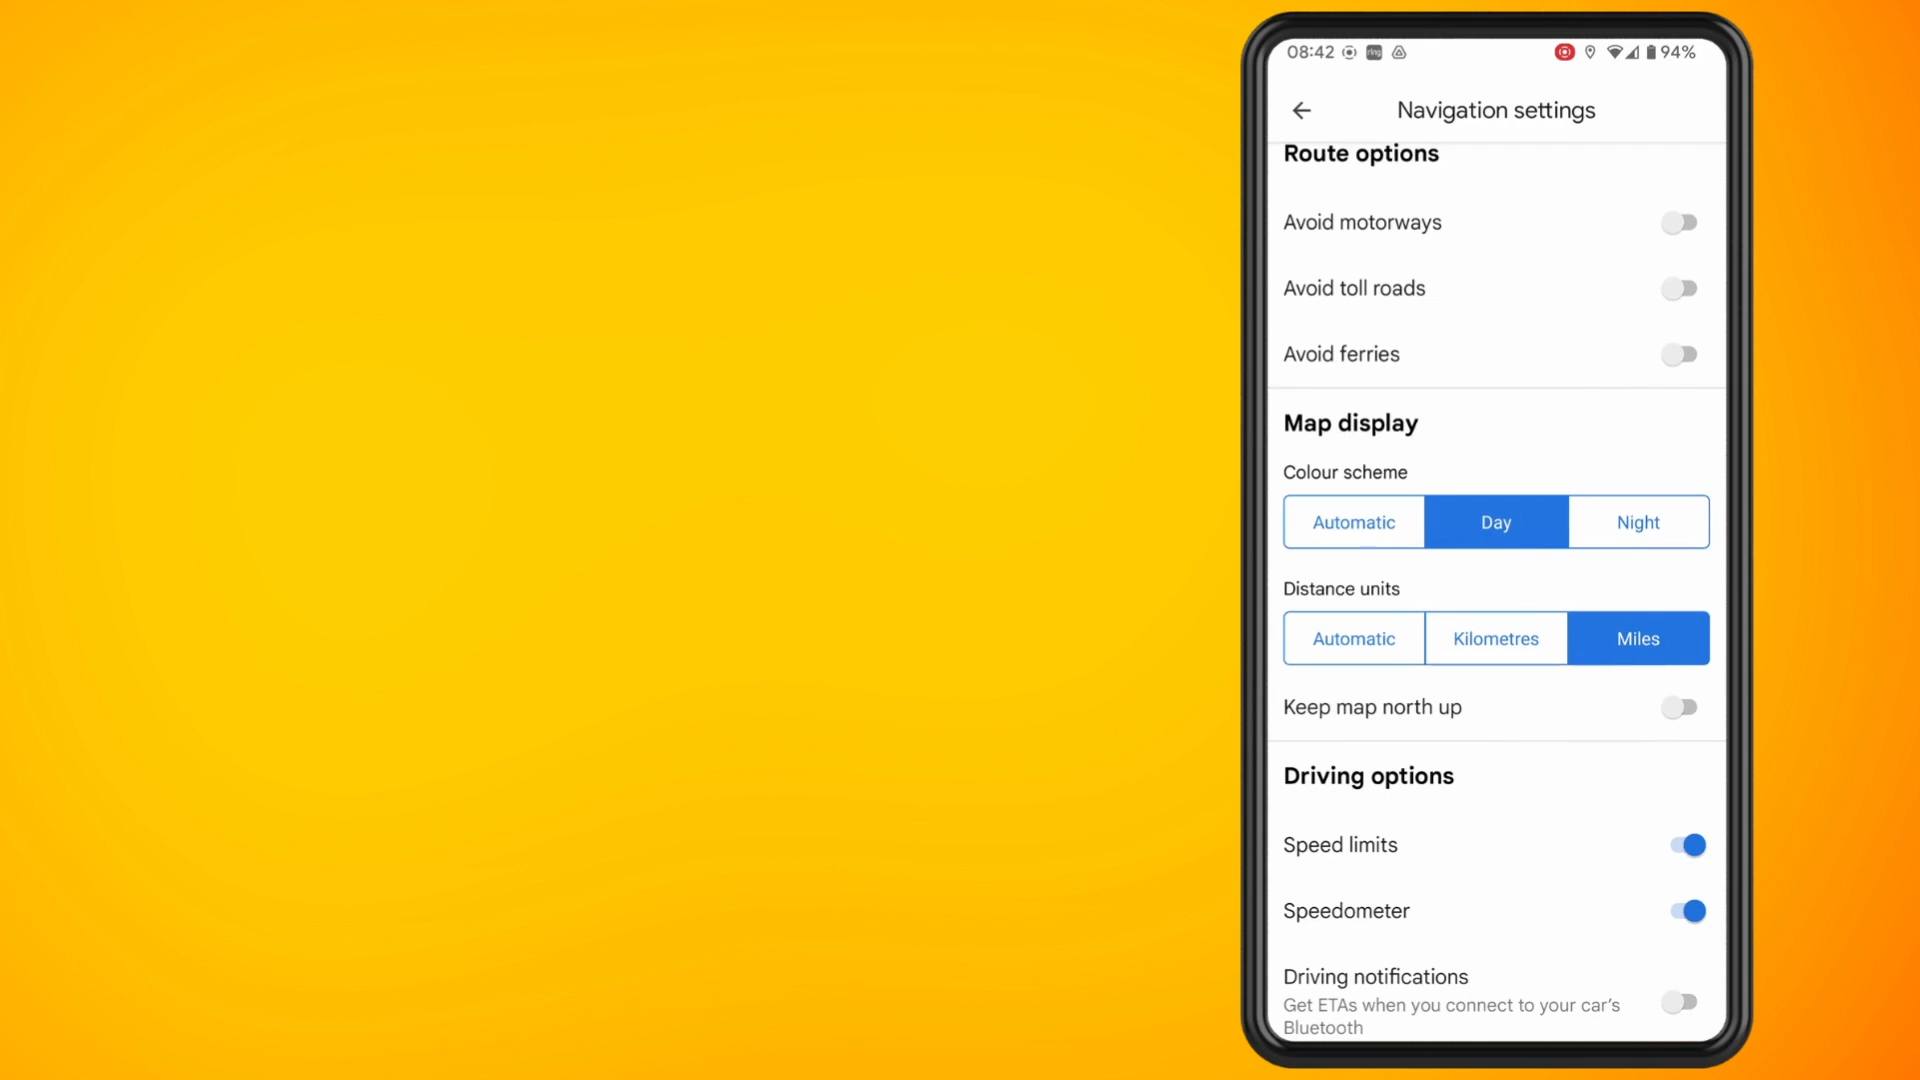 08:42 ring 94%
Navigation settings
Route options
Avoid motorways
Avoid toll roads
Avoid ferries
Map display
Colour scheme
Automatic Day Night
Distance units
Automatic Kilometres Miles
Keep map north up
Driving options
Speed limits
Speedometer
Driving notifications
Get ETAs when you connect to your car's
Bluetooth